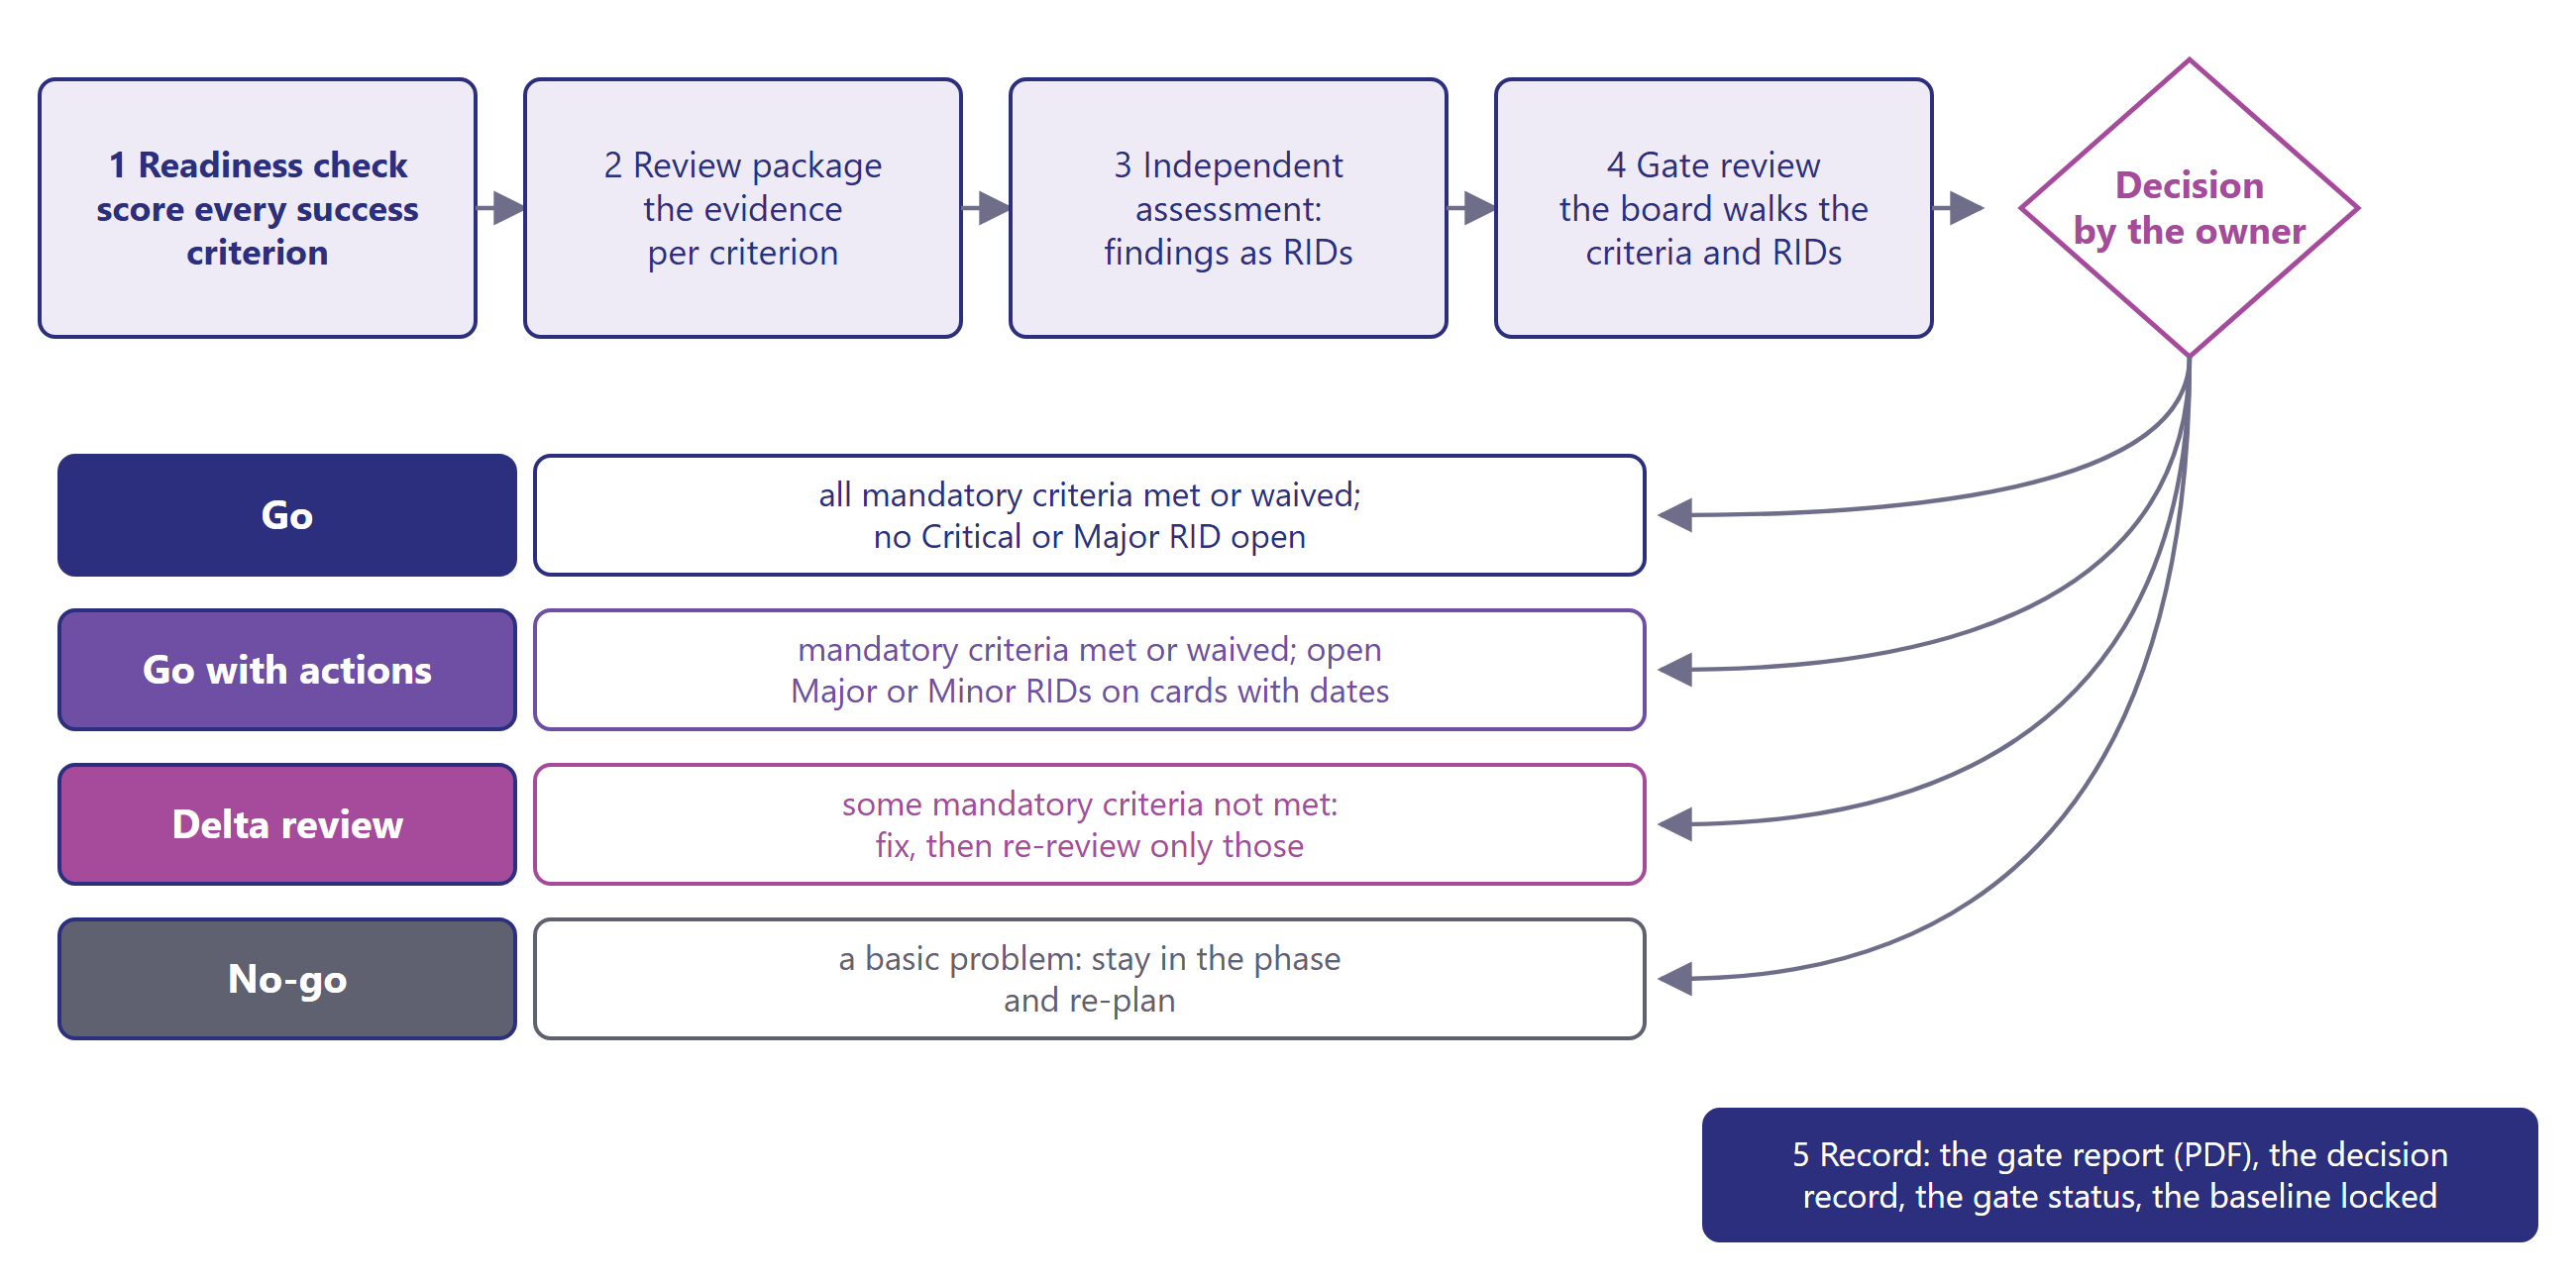 1 Readiness check
score every success
criterion
2 Review package
the evidence
per criterion
3 Independent
assessment:
findings as RIDs
4 Gate review
the board walks the
criteria and RIDs
Decision
by the owner
Go
all mandatory criteria met or waived;
no Critical or Major RID open
Go with actions
mandatory criteria met or waived; open
Major or Minor RIDs on cards with dates
Delta review
some mandatory criteria not met:
fix, then re-review only those
No-go
a basic problem: stay in the phase
and re-plan
5 Record: the gate report (PDF), the decision
record, the gate status, the baseline locked